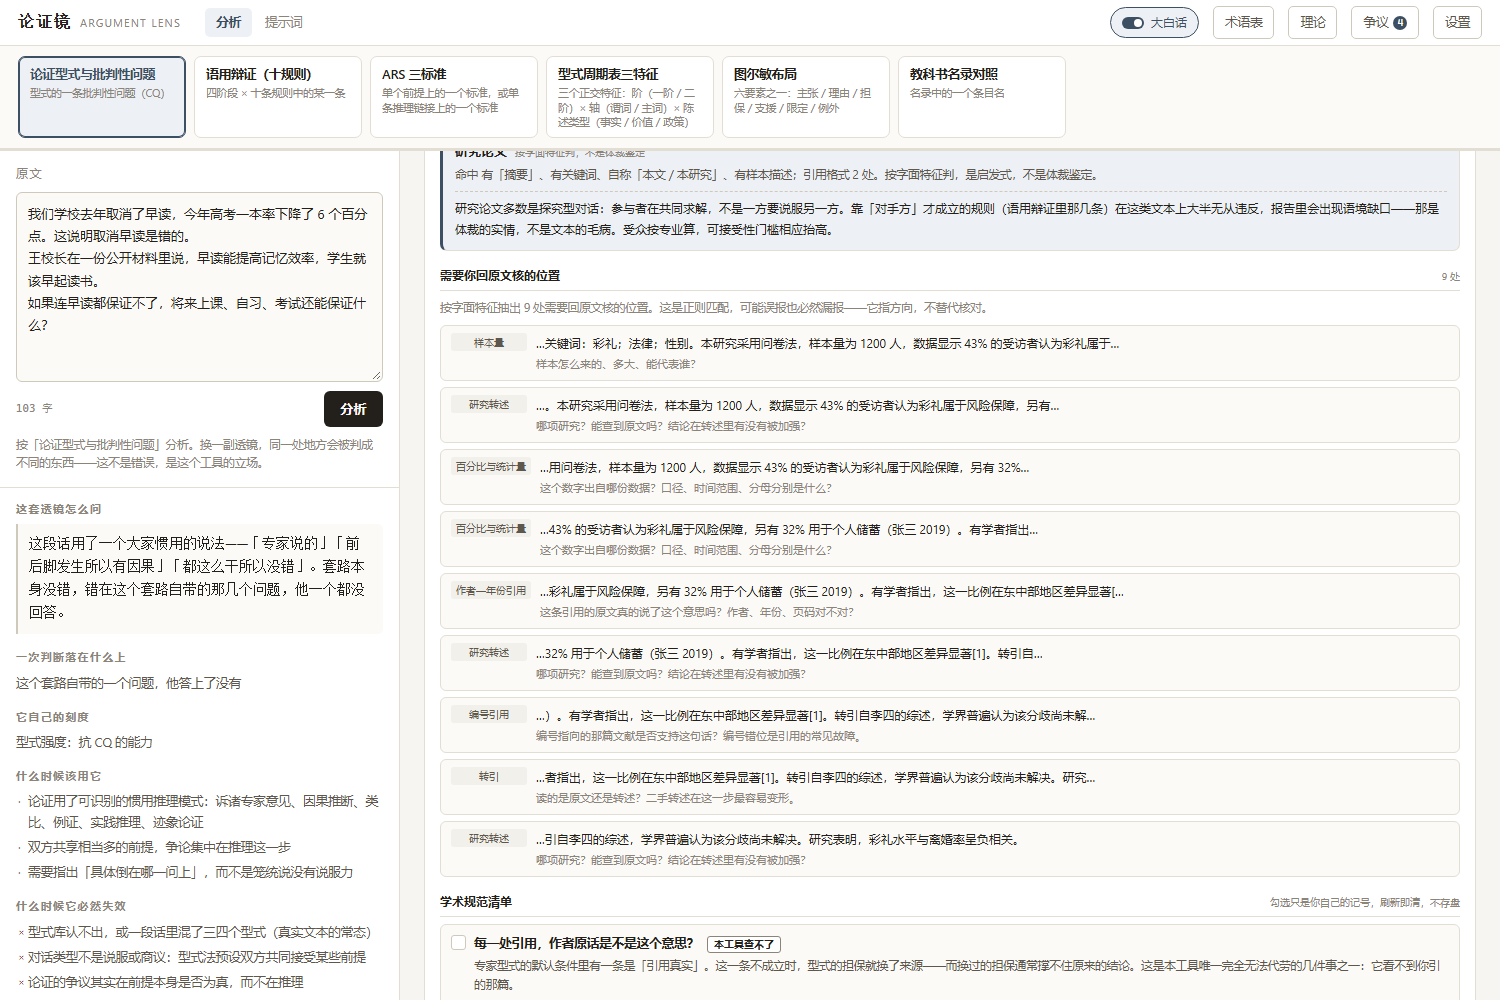 论证镜 ARGUMENT LENS 分析 提示词 大白话 术语表 理论 争议 4 设置
论证型式与批判性问题
型式的一条批判性问题（CQ）
语用辩证（十规则）
四阶段 × 十条规则中的某一条
ARS 三标准
单个前提上的一个标准，或单
条推理链接上的一个标准
型式周期表三特征
三个正交特征：阶（一阶 / 二
阶）× 轴（谓词 / 主词）× 陈
述类型（事实 / 价值 / 政策）
图尔敏布局
六要素之一：主张 / 理由 / 担
保 / 支援 / 限定 / 例外
教科书名录对照
名录中的一个条目名
原文
我们学校去年取消了早读，今年高考一本率下降了 6 个百分
点。这说明取消早读是错的。
王校长在一份公开材料里说，早读能提高记忆效率，学生就
该早起读书。
如果连早读都保证不了，将来上课、自习、考试还能保证什
么？
103 字
分析
按「论证型式与批判性问题」分析。换一副透镜，同一处地方会被判成
不同的东西——这不是错误，是这个工具的立场。
这套透镜怎么问
这段话用了一个大家惯用的说法——「专家说的」「前
后脚发生所以有因果」「都这么干所以没错」。套路本
身没错，错在这个套路自带的那几个问题，他一个都没
回答。
一次判断落在什么上
这个套路自带的一个问题，他答上了没有
它自己的刻度
型式强度：抗 CQ 的能力
什么时候该用它
· 论证用了可识别的惯用推理模式：诉诸专家意见、因果推断、类
比、例证、实践推理、迹象论证
· 双方共享相当多的前提，争论集中在推理这一步
· 需要指出「具体倒在哪一问上」，而不是笼统说没有说服力
什么时候它必然失效
× 型式库认不出，或一段话里混了三四个型式（真实文本的常态）
× 对话类型不是说服或商议：型式法预设双方共同接受某些前提
× 论证的争议其实在前提本身是否为真，而不在推理
研究论文 按字面特征判，不是体裁鉴定
命中 有「摘要」、有关键词、自称「本文 / 本研究」、有样本描述；引用格式 2 处。按字面特征判，是启发式，不是体裁鉴定。
研究论文多数是探究型对话：参与者在共同求解，不是一方要说服另一方。靠「对手方」才成立的规则（语用辩证里那几条）在这类文本上大半无从违反，报告里会出现语境缺口——那是
体裁的实情，不是文本的毛病。受众按专业算，可接受性门槛相应抬高。
需要你回原文核的位置 9 处
按字面特征抽出 9 处需要回原文核的位置。这是正则匹配，可能误报也必然漏报——它指方向，不替代核对。
样本量 …关键词：彩礼；法律；性别。本研究采用问卷法，样本量为 1200 人，数据显示 43% 的受访者认为彩礼属于…
样本怎么来的、多大、能代表谁？
研究转述 …。本研究采用问卷法，样本量为 1200 人，数据显示 43% 的受访者认为彩礼属于风险保障，另有…
哪项研究？能查到原文吗？结论在转述里有没有被加强？
百分比与统计量 …用问卷法，样本量为 1200 人，数据显示 43% 的受访者认为彩礼属于风险保障，另有 32%…
这个数字出自哪份数据？口径、时间范围、分母分别是什么？
百分比与统计量 …43% 的受访者认为彩礼属于风险保障，另有 32% 用于个人储蓄（张三 2019）。有学者指出…
这个数字出自哪份数据？口径、时间范围、分母分别是什么？
作者—年份引用 …彩礼属于风险保障，另有 32% 用于个人储蓄（张三 2019）。有学者指出，这一比例在东中部地区差异显著[…
这条引用的原文真的说了这个意思吗？作者、年份、页码对不对？
研究转述 …32% 用于个人储蓄（张三 2019）。有学者指出，这一比例在东中部地区差异显著[1]。转引自…
哪项研究？能查到原文吗？结论在转述里有没有被加强？
编号引用 …）。有学者指出，这一比例在东中部地区差异显著[1]。转引自李四的综述，学界普遍认为该分歧尚未解…
编号指向的那篇文献是否支持这句话？编号错位是引用的常见故障。
转引 …者指出，这一比例在东中部地区差异显著[1]。转引自李四的综述，学界普遍认为该分歧尚未解决。研究…
读的是原文还是转述？二手转述在这一步最容易变形。
研究转述 …引自李四的综述，学界普遍认为该分歧尚未解决。研究表明，彩礼水平与离婚率呈负相关。
哪项研究？能查到原文吗？结论在转述里有没有被加强？
学术规范清单 勾选只是你自己的记号，刷新即清，不存盘
每一处引用，作者原话是不是这个意思？ 本工具查不了
专家型式的默认条件里有一条是「引用真实」。这一条不成立时，型式的担保就换了来源——而换过的担保通常撑不住原来的结论。这是本工具唯一完全无法代劳的几件事之一：它看不到你引
的那篇。